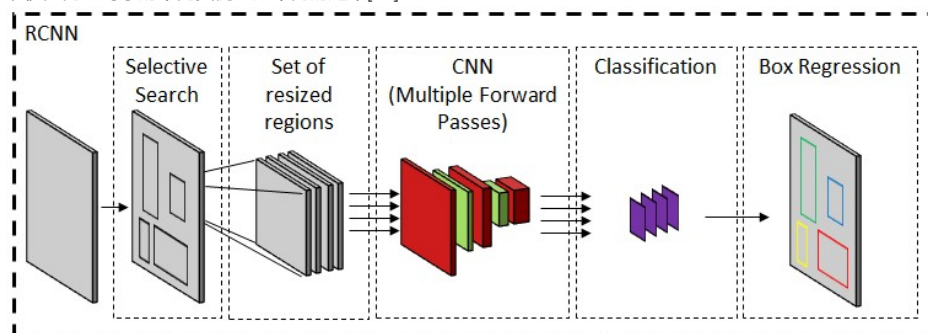 RCNN
Selective
Search
Set of
resized
regions
CNN
(Multiple Forward
Passes)
Classification
Box Regression